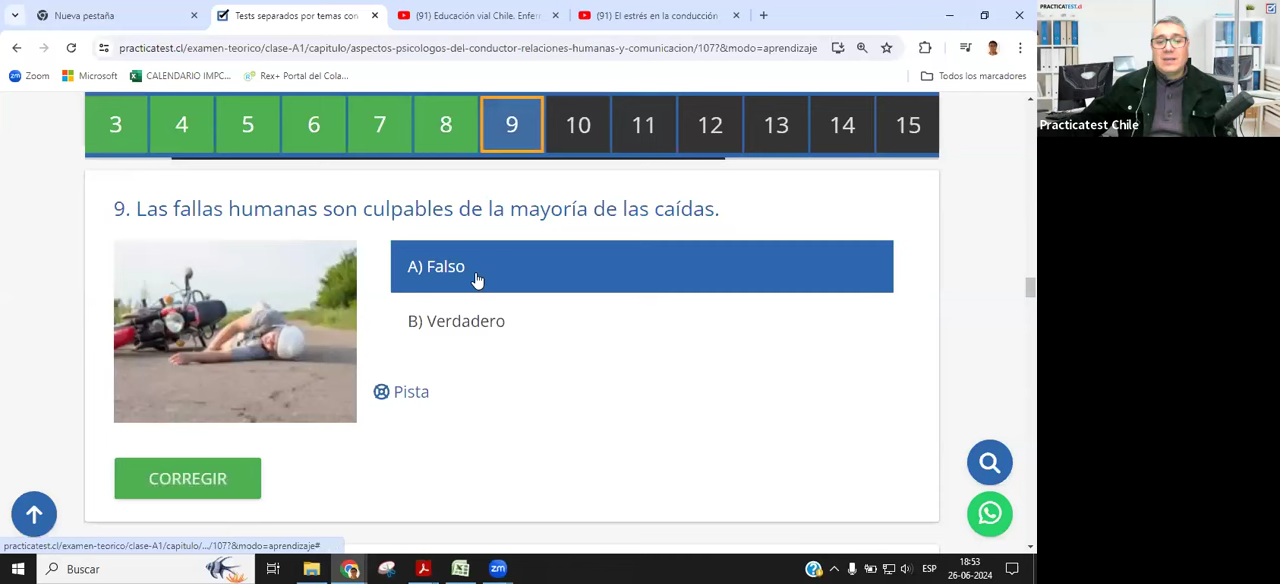 Nueva pestaña
Tests separados por temas con
(91) Educación vial Chile. Enfer
(91) El estrés en la conducción
PRACTICATEST.cl
practicatest.cl/examen-teorico/clase-A1/capitulo/aspectos-psicologos-del-conductor-relaciones-humanas-y-comunicacion/107?&modo=aprendizaje
Zoom
Microsoft
CALENDARIO IMPC...
Rex+ Portal del Cola...
Todos los marcadores
Practicatest Chile
3 4 5 6 7 8 9 10 11 12 13 14 15
9. Las fallas humanas son culpables de la mayoría de las caídas.
A) Falso
B) Verdadero
Pista
CORREGIR
practicatest.cl/examen-teorico/clase-A1/capitulo/.../107?&modo=aprendizaje#
Buscar
zm
ESP
18:53
26-06-2024